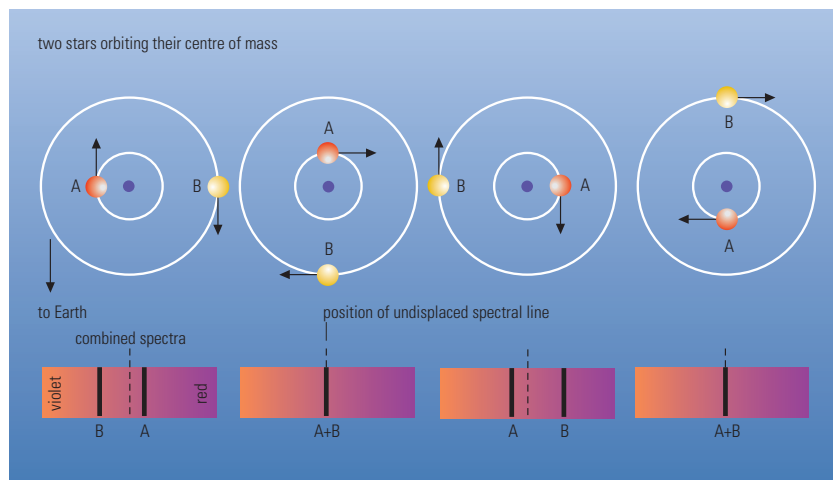 two stars orbiting their centre of mass
A
B
A
B
B
A
B
A
to Earth
position of undisplaced spectral line
combined spectra
violet
red
B
A
A+B
A
B
A+B